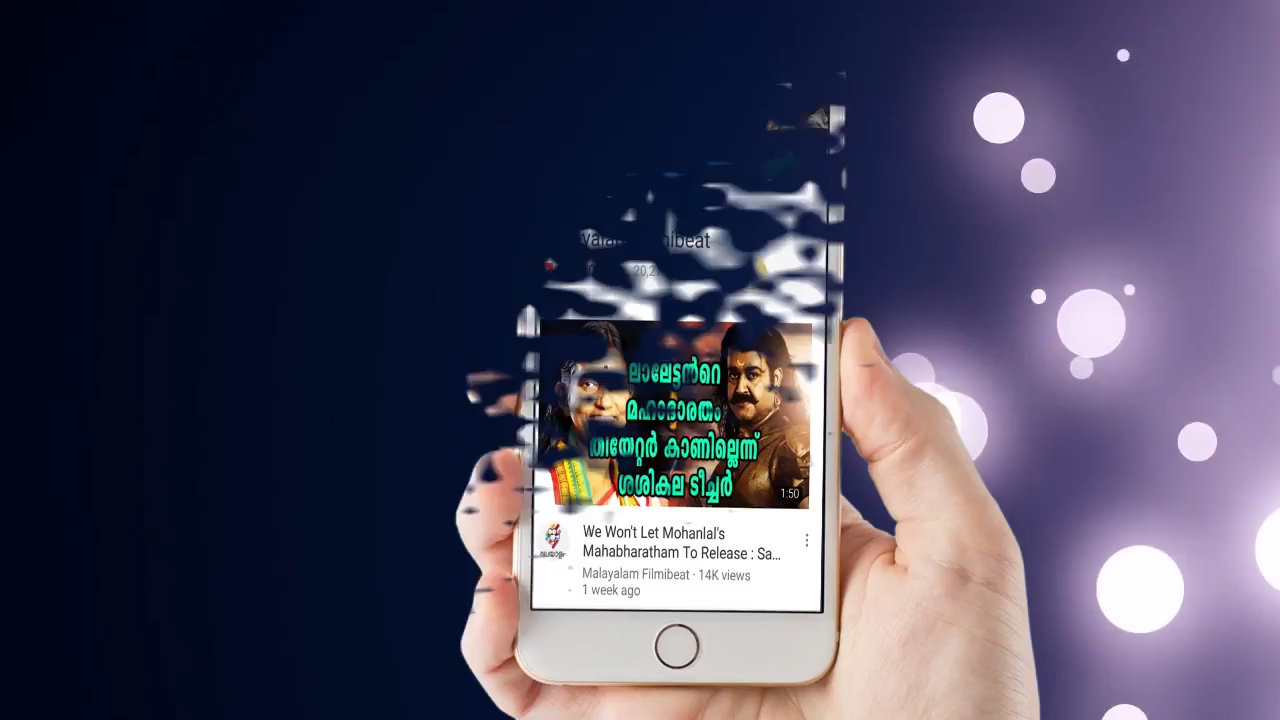 ലാലേട്ടൻറെ
മഹാഭാരതം
തീയേറ്റർ കാണില്ലെന്ന്
ശശികല ടീച്ചർ
1:50
We Won't Let Mohanlal's
Mahabharatham To Release : Sa...
മലയാളം
Malayalam Filmibeat · 14K views
1 week ago